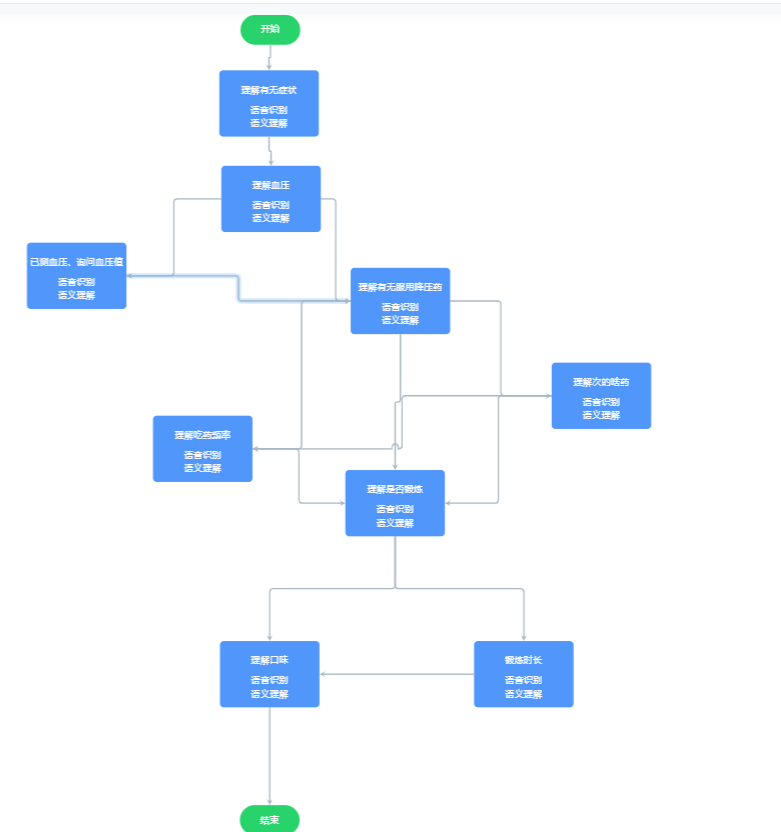 开始
理解有无症状
语音识别
语义理解
理解血压
语音识别
语义理解
已测血压、询问血压值
语音识别
语义理解
理解有无服用降压药
语音识别
语义理解
理解次的啥药
语音识别
语义理解
理解吃药频率
语音识别
语义理解
理解是否锻炼
语音识别
语义理解
理解口味
语音识别
语义理解
锻炼时长
语音识别
语义理解
结束